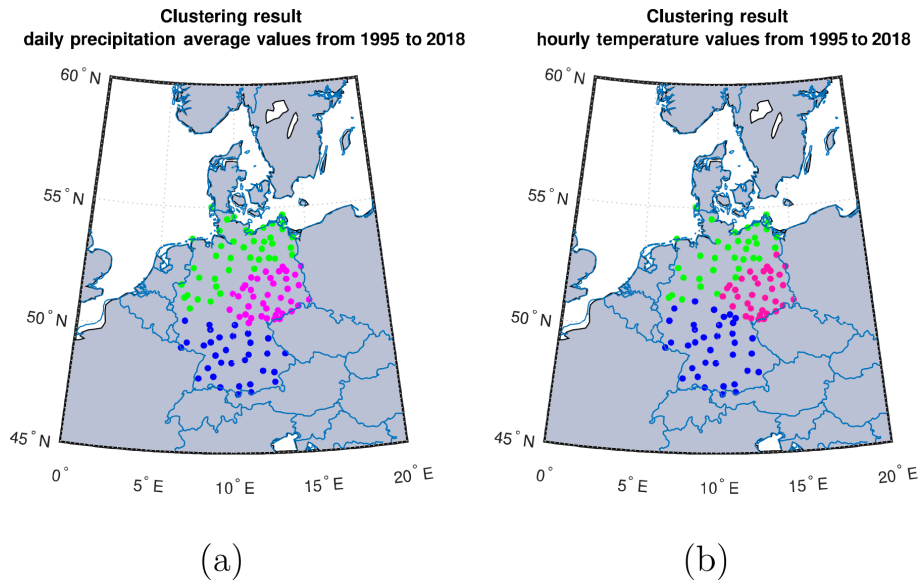 Clustering result
daily precipitation average values from 1995 to 2018
60° N
55° N
50° N
45° N
0°
5° E
10° E
15° E
20° E
(a)
Clustering result
hourly temperature values from 1995 to 2018
60° N
55° N
50° N
45° N
0°
5° E
10° E
15° E
20° E
(b)